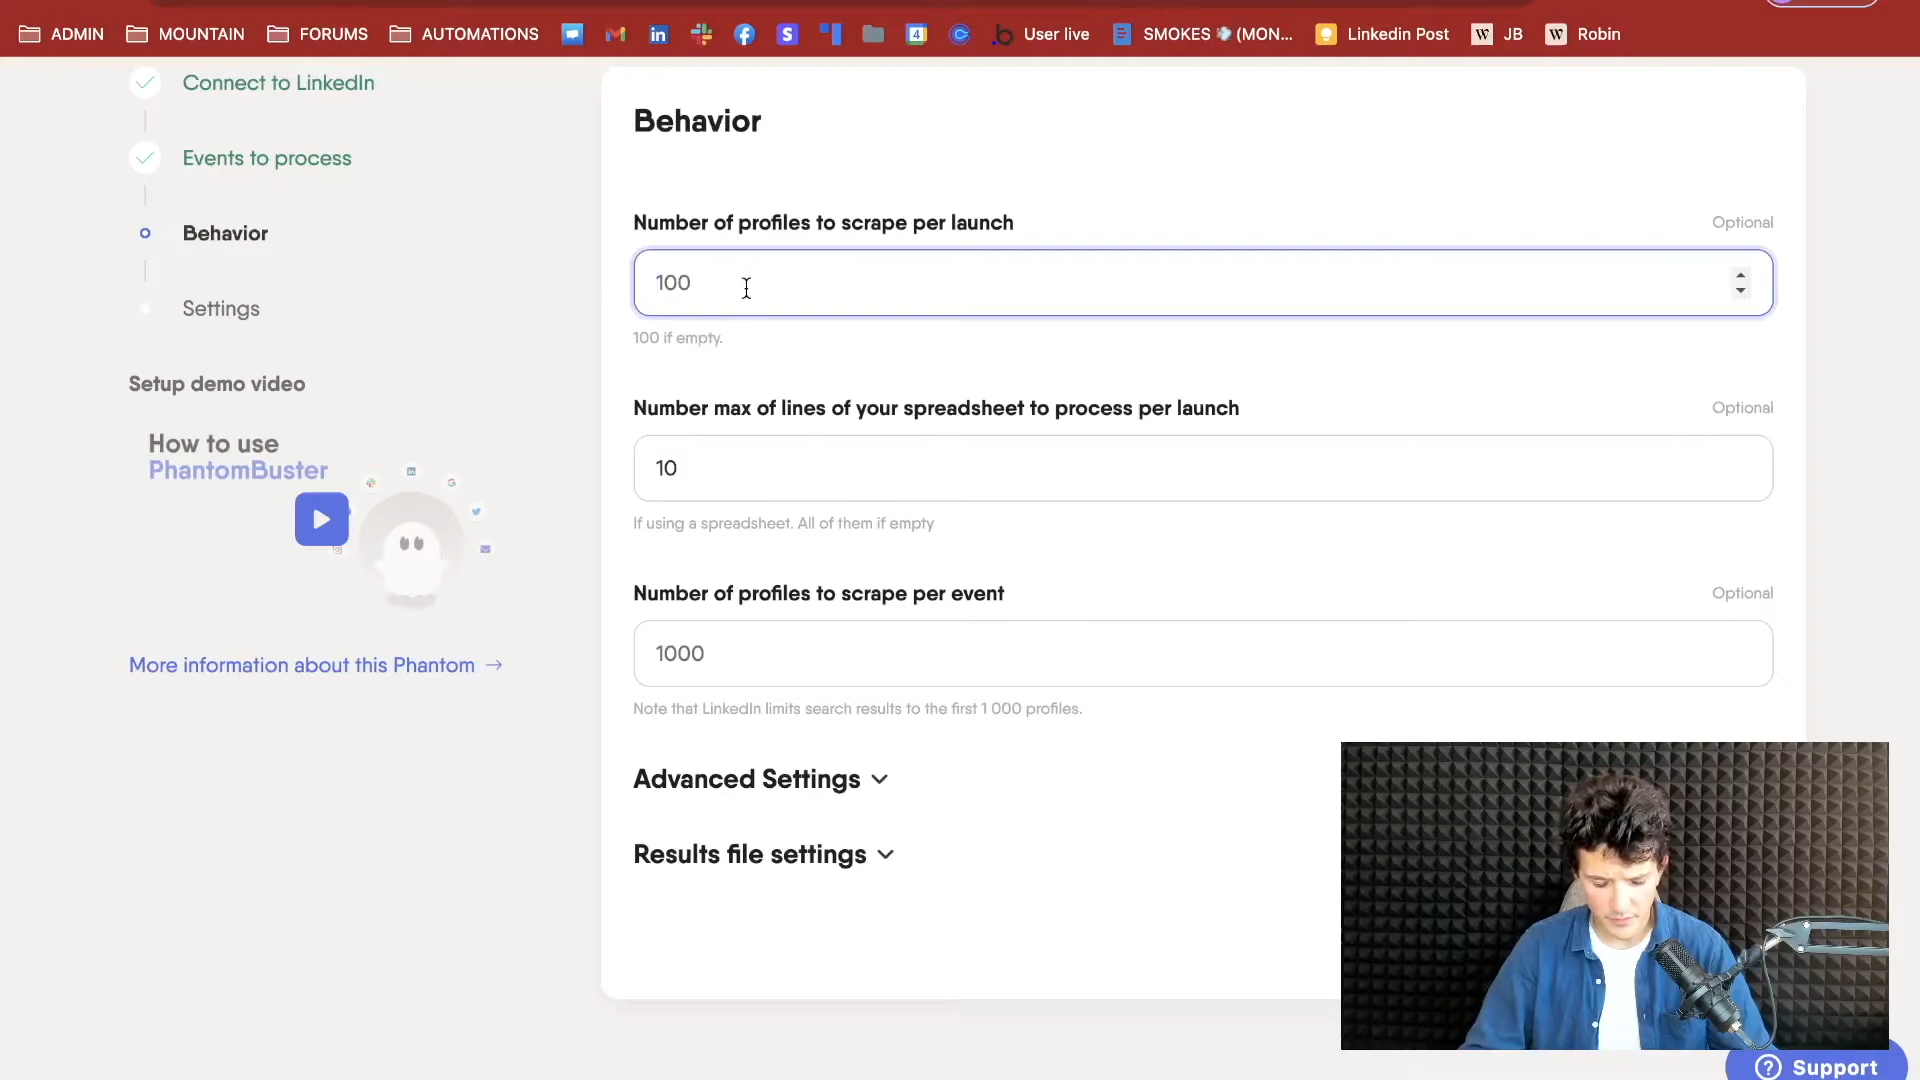 ADMIN MOUNTAIN FORUMS AUTOMATIONS User live SMOKES (MON... Linkedin Post JB Robin
Connect to LinkedIn
Events to process
Behavior
Settings
Setup demo video
How to use
PhantomBuster
More information about this Phantom →
Behavior
Number of profiles to scrape per launch Optional
100
100 if empty.
Number max of lines of your spreadsheet to process per launch Optional
10
If using a spreadsheet. All of them if empty
Number of profiles to scrape per event Optional
1000
Note that LinkedIn limits search results to the first 1 000 profiles.
Advanced Settings
Results file settings
Support